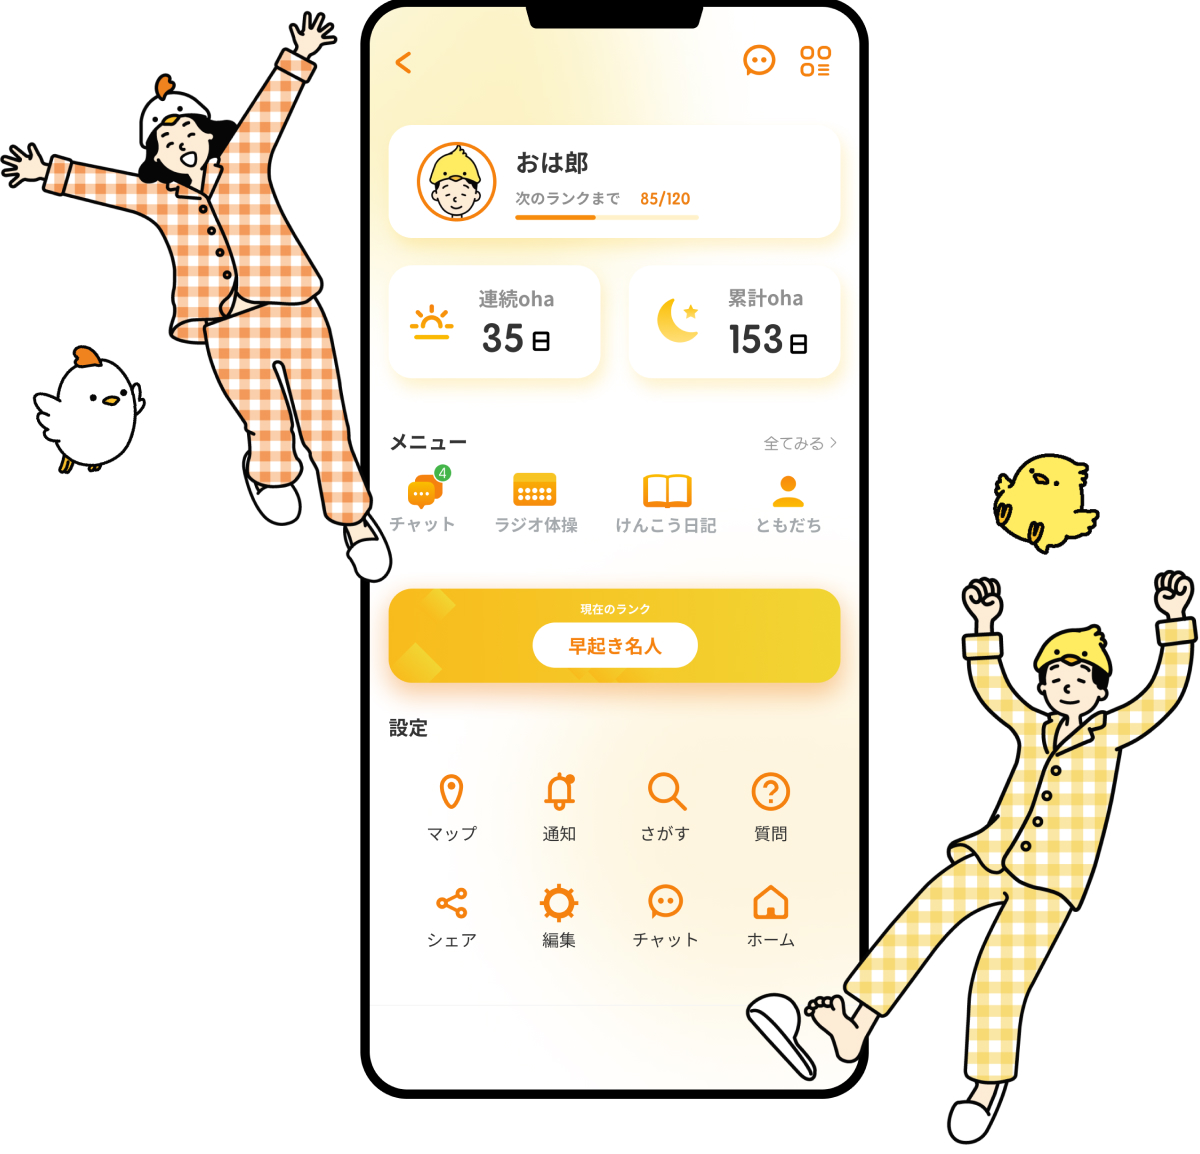 おは郎
次のランクまで 85/120
連続oha
35日
累計oha
153日
メニュー
全てみる
4
チャット
ラジオ体操
けんこう日記
ともだち
現在のランク
早起き名人
設定
マップ
通知
さがす
質問
シェア
編集
チャット
ホーム